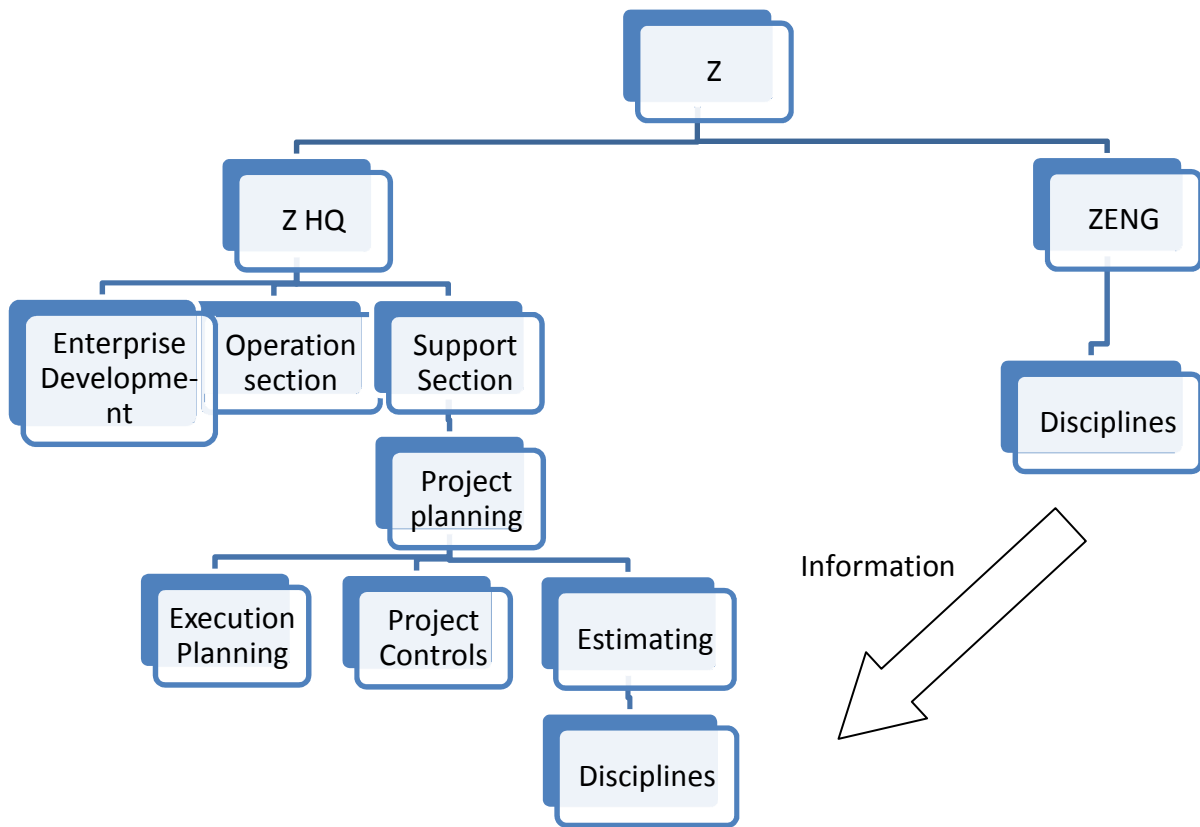 Z
Z HQ
ZENG
Enterprise
Developme-
nt
Operation
section
Support
Section
Disciplines
Project
planning
Information
Execution
Planning
Project
Controls
Estimating
Disciplines